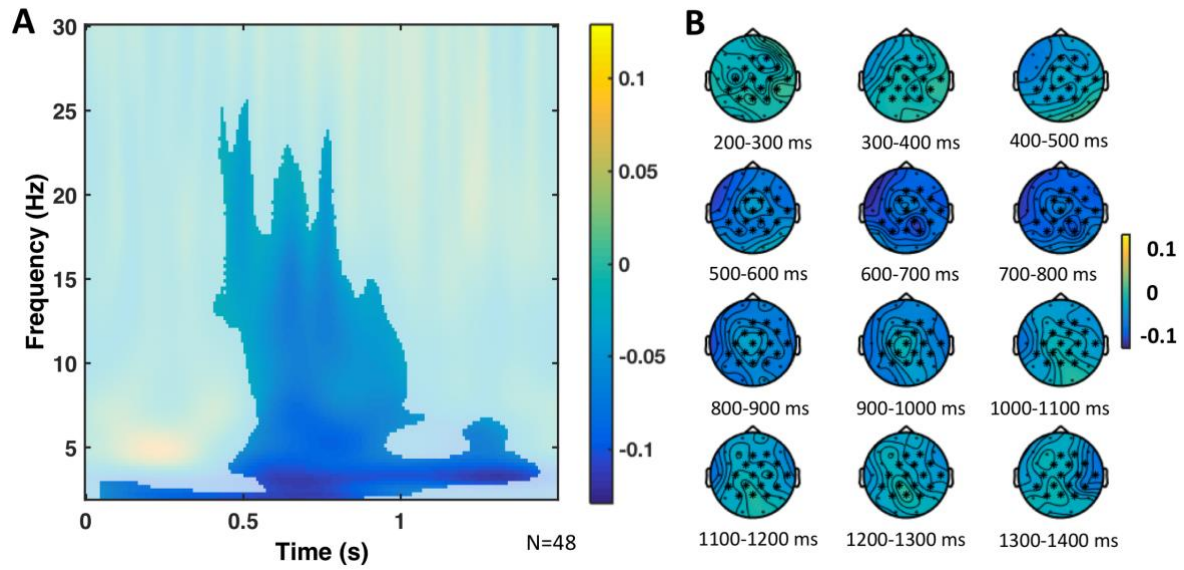 A
Frequency (Hz)
30
25
20
15
10
5
0
0.5
1
Time (s)
N=48
0.1
0.05
0
-0.05
-0.1
B
200-300 ms
300-400 ms
400-500 ms
500-600 ms
600-700 ms
700-800 ms
800-900 ms
900-1000 ms
1000-1100 ms
1100-1200 ms
1200-1300 ms
1300-1400 ms
0.1
0
-0.1